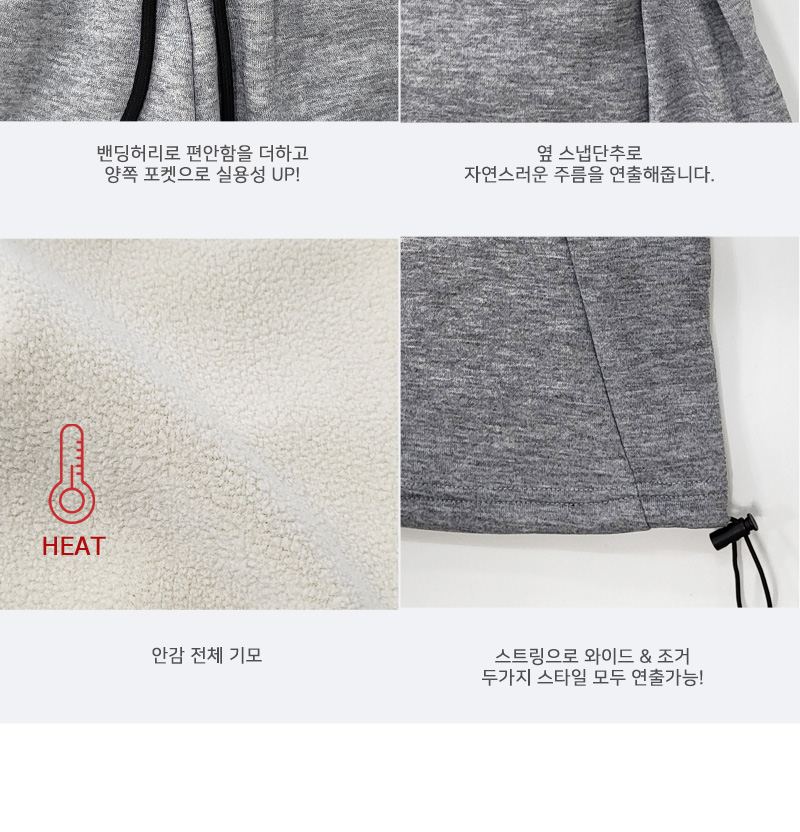 밴딩허리로 편안함을 더하고
양쪽 포켓으로 실용성 UP!
옆 스냅단추로
자연스러운 주름을 연출해줍니다.
HEAT
안감 전체 기모
스트링으로 와이드 & 조거
두가지 스타일 모두 연출가능!